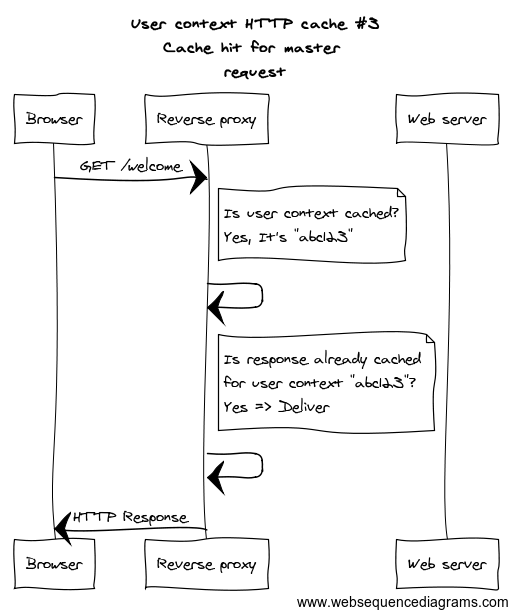 User context HTTP cache #3
Cache hit for master
request
Browser
Reverse proxy
Web server
GET /welcome
Is user context cached?
Yes, It's "abc123"
Is response already cached
for user context "abc123"?
Yes => Deliver
HTTP Response
Browser
Reverse proxy
Web server
www.websequencediagrams.com